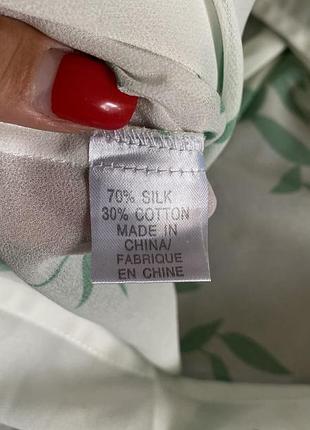 70% SILK
30% COTTON
MADE IN
CHINA/
FABRIQUE
EN CHINE